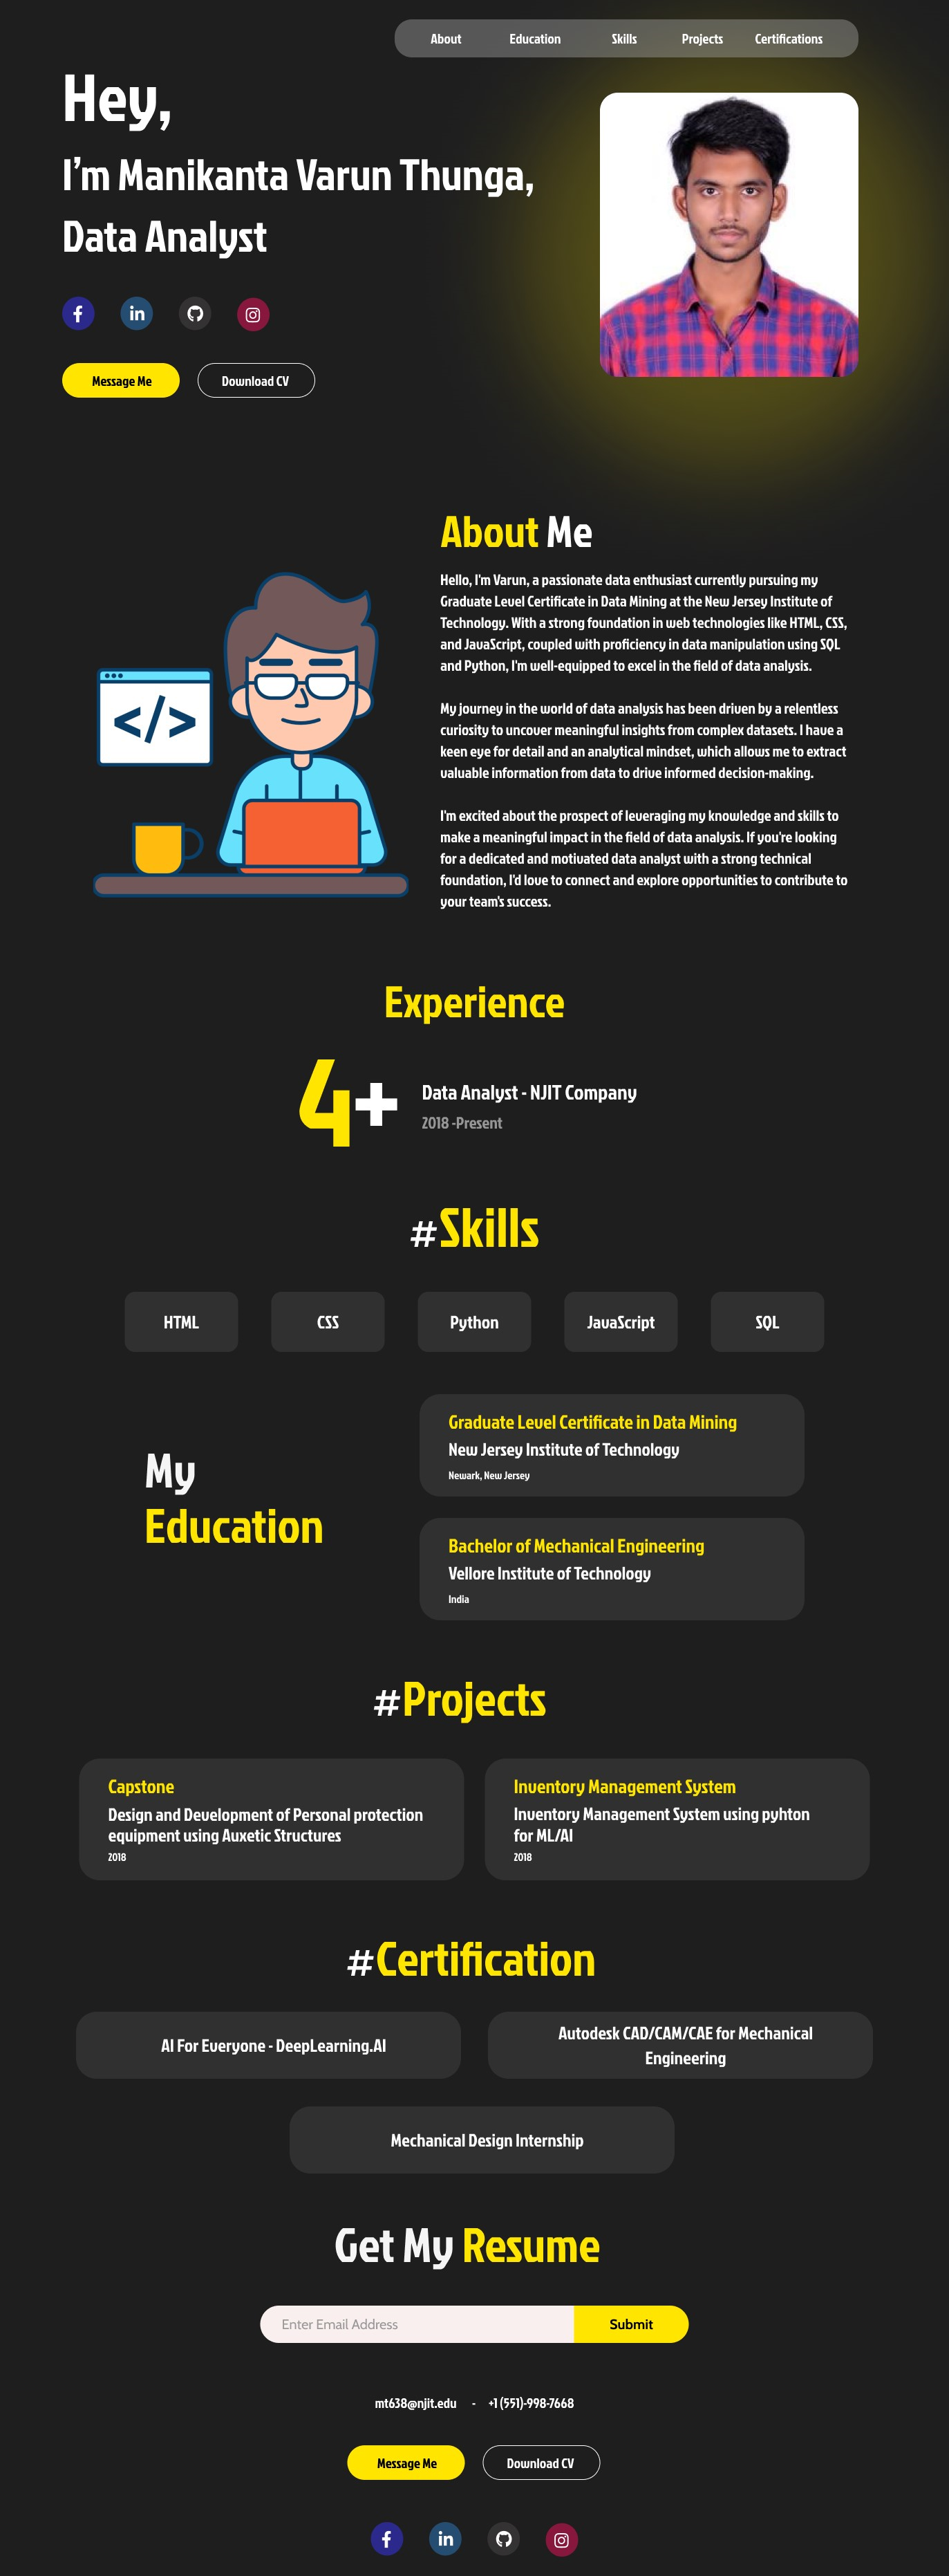 About Education Skills Projects Certifications
Hey,
I'm Manikanta Varun Thunga,
Data Analyst
Message Me Download CV
About Me
Hello, I'm Varun, a passionate data enthusiast currently pursuing my
Graduate Level Certificate in Data Mining at the New Jersey Institute of
Technology. With a strong foundation in web technologies like HTML, CSS,
and JavaScript, coupled with proficiency in data manipulation using SQL
and Python, I'm well-equipped to excel in the field of data analysis.
My journey in the world of data analysis has been driven by a relentless
curiosity to uncover meaningful insights from complex datasets. I have a
keen eye for detail and an analytical mindset, which allows me to extract
valuable information from data to drive informed decision-making.
I'm excited about the prospect of leveraging my knowledge and skills to
make a meaningful impact in the field of data analysis. If you're looking
for a dedicated and motivated data analyst with a strong technical
foundation, I'd love to connect and explore opportunities to contribute to
your team's success.
</>
Experience
4+
Data Analyst - NJIT Company
2018 -Present
#Skills
HTML CSS Python JavaScript SQL
My
Education
Graduate Level Certificate in Data Mining
New Jersey Institute of Technology
Newark, New Jersey
Bachelor of Mechanical Engineering
Vellore Institute of Technology
India
#Projects
Capstone
Design and Development of Personal protection
equipment using Auxetic Structures
2018
Inventory Management System
Inventory Management System using pyhton
for ML/AI
2018
#Certification
AI For Everyone - DeepLearning.AI
Autodesk CAD/CAM/CAE for Mechanical
Engineering
Mechanical Design Internship
Get My Resume
Enter Email Address Submit
mt638@njit.edu - +1 (551)-998-7668
Message Me Download CV